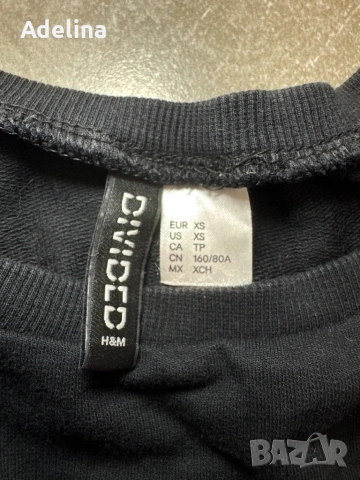 Adelina
DIVIDED
H&M
EUR XS
US XS
CA TP
CN 160/80A
MX XCH
BAZAR